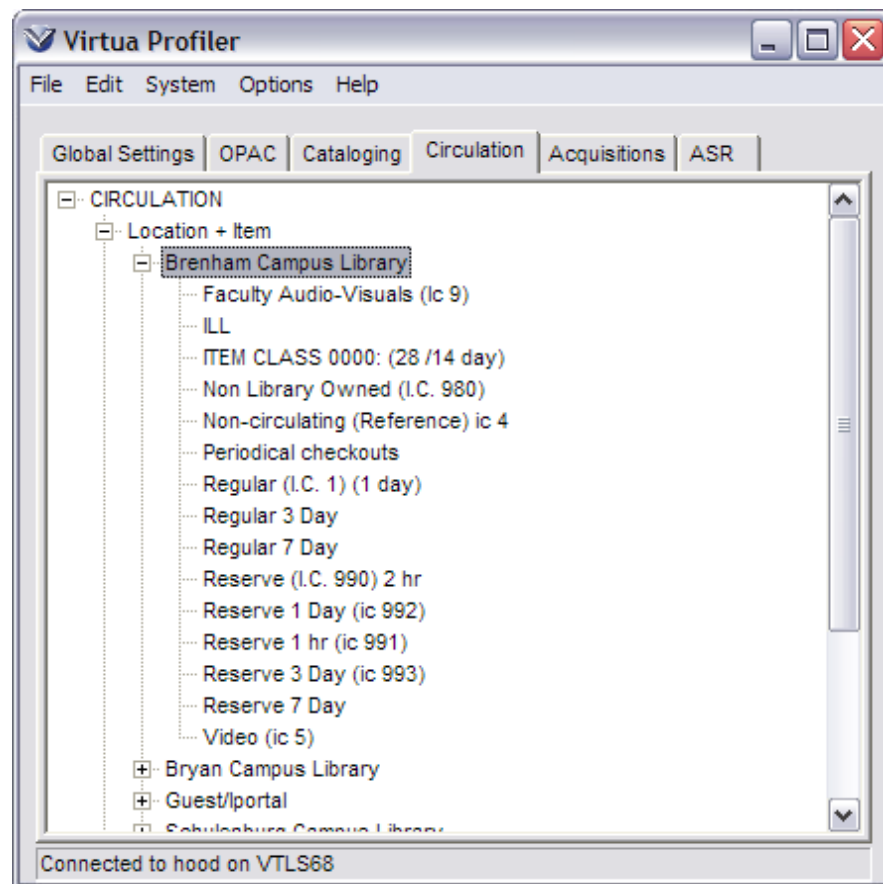 Virtua Profiler
File Edit System Options Help
Global Settings OPAC Cataloging Circulation Acquisitions ASR
CIRCULATION
Location + Item
Brenham Campus Library
Faculty Audio-Visuals (Ic 9)
ILL
ITEM CLASS 0000: (28 /14 day)
Non Library Owned (I.C. 980)
Non-circulating (Reference) ic 4
Periodical checkouts
Regular (I.C. 1) (1 day)
Regular 3 Day
Regular 7 Day
Reserve (I.C. 990) 2 hr
Reserve 1 Day (ic 992)
Reserve 1 hr (ic 991)
Reserve 3 Day (ic 993)
Reserve 7 Day
Video (ic 5)
Bryan Campus Library
Guest/Iportal
Schulenburg Campus Library
Connected to hood on VTLS68